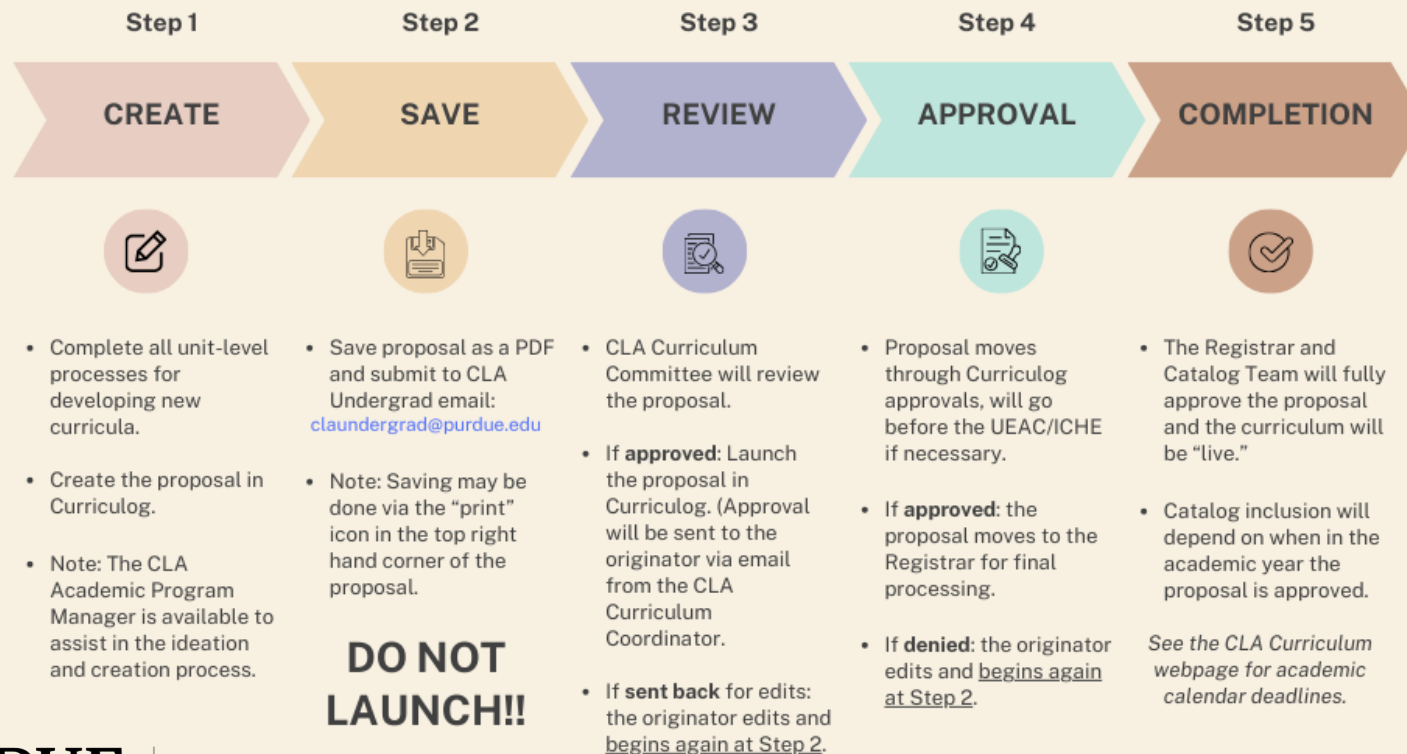 Step 1
Step 2
Step 3
Step 4
Step 5
CREATE
SAVE
REVIEW
APPROVAL
COMPLETION
• Complete all unit-level
processes for
developing new
curricula.
• Create the proposal in
Curriculog.
• Note: The CLA
Academic Program
Manager is available to
assist in the ideation
and creation process.
• Save proposal as a PDF
and submit to CLA
Undergrad email:
claundergrad@purdue.edu
• Note: Saving may be
done via the “print”
icon in the top right
hand corner of the
proposal.
DO NOT
LAUNCH!!
• CLA Curriculum
Committee will review
the proposal.
• If approved: Launch
the proposal in
Curriculog. (Approval
will be sent to the
originator via email
from the CLA
Curriculum
Coordinator.
• If sent back for edits:
the originator edits and
begins again at Step 2.
• Proposal moves
through Curriculog
approvals, will go
before the UEAC/ICHE
if necessary.
• If approved: the
proposal moves to the
Registrar for final
processing.
• If denied: the originator
edits and begins again
at Step 2.
• The Registrar and
Catalog Team will fully
approve the proposal
and the curriculum will
be “live.”
• Catalog inclusion will
depend on when in the
academic year the
proposal is approved.
See the CLA Curriculum
webpage for academic
calendar deadlines.